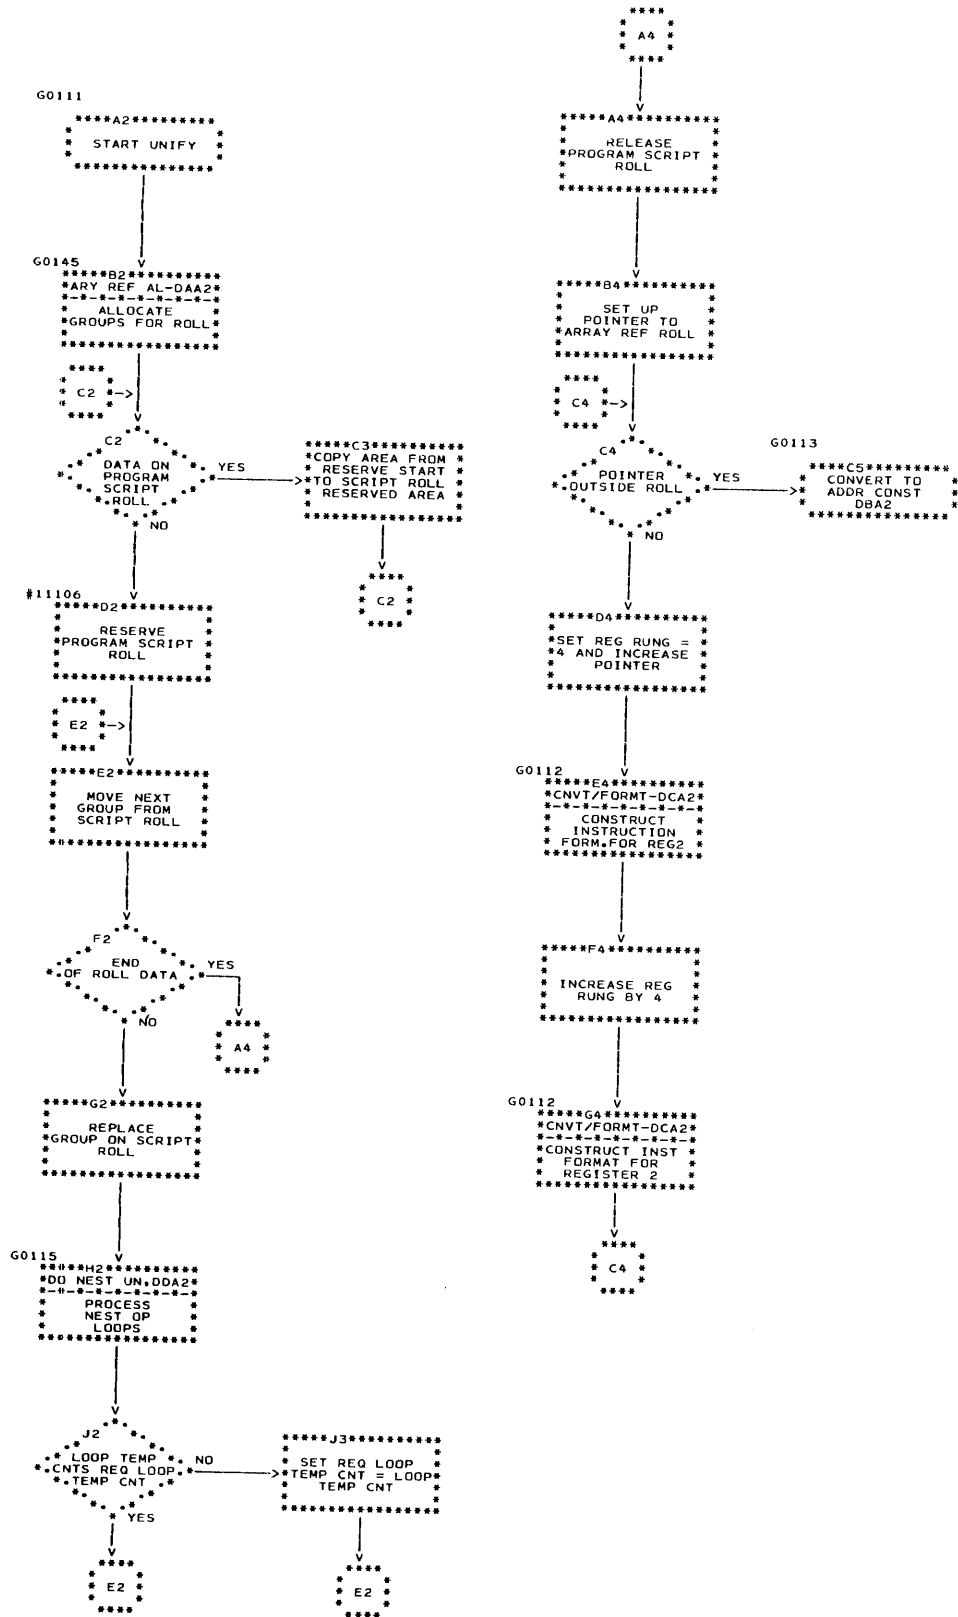 G0111
A2
START UNIFY
G0145
B2
ARY REF AL-DAA2
ALLOCATE
GROUPS FOR ROLL
C2
C2
DATA ON
PROGRAM
SCRIPT
ROLL
YES
NO
C3
COPY AREA FROM
RESERVE START
TO SCRIPT ROLL
RESERVED AREA
C2
#11106
D2
RESERVE
PROGRAM SCRIPT
ROLL
E2
E2
MOVE NEXT
GROUP FROM
SCRIPT ROLL
F2
END
OF ROLL DATA
YES
NO
A4
G2
REPLACE
GROUP ON SCRIPT
ROLL
G0115
H2
DO NEST UN.DDA2
PROCESS
NEST OP
LOOPS
J2
LOOP TEMP
CNTS REQ LOOP
TEMP CNT
NO
YES
J3
SET REQ LOOP
TEMP CNT = LOOP
TEMP CNT
E2
E2
A4
A4
RELEASE
PROGRAM SCRIPT
ROLL
B4
SET UP
POINTER TO
ARRAY REF ROLL
C4
C4
POINTER
OUTSIDE ROLL
YES
NO
G0113
C5
CONVERT TO
ADDR CONST
DBA2
D4
SET REG RUNG =
4 AND INCREASE
POINTER
G0112
E4
CNVT/FORMT-DCA2
CONSTRUCT
INSTRUCTION
FORM.FOR REG2
F4
INCREASE REG
RUNG BY 4
G0112
G4
CNVT/FORMT-DCA2
CONSTRUCT INST
FORMAT FOR
REGISTER 2
C4